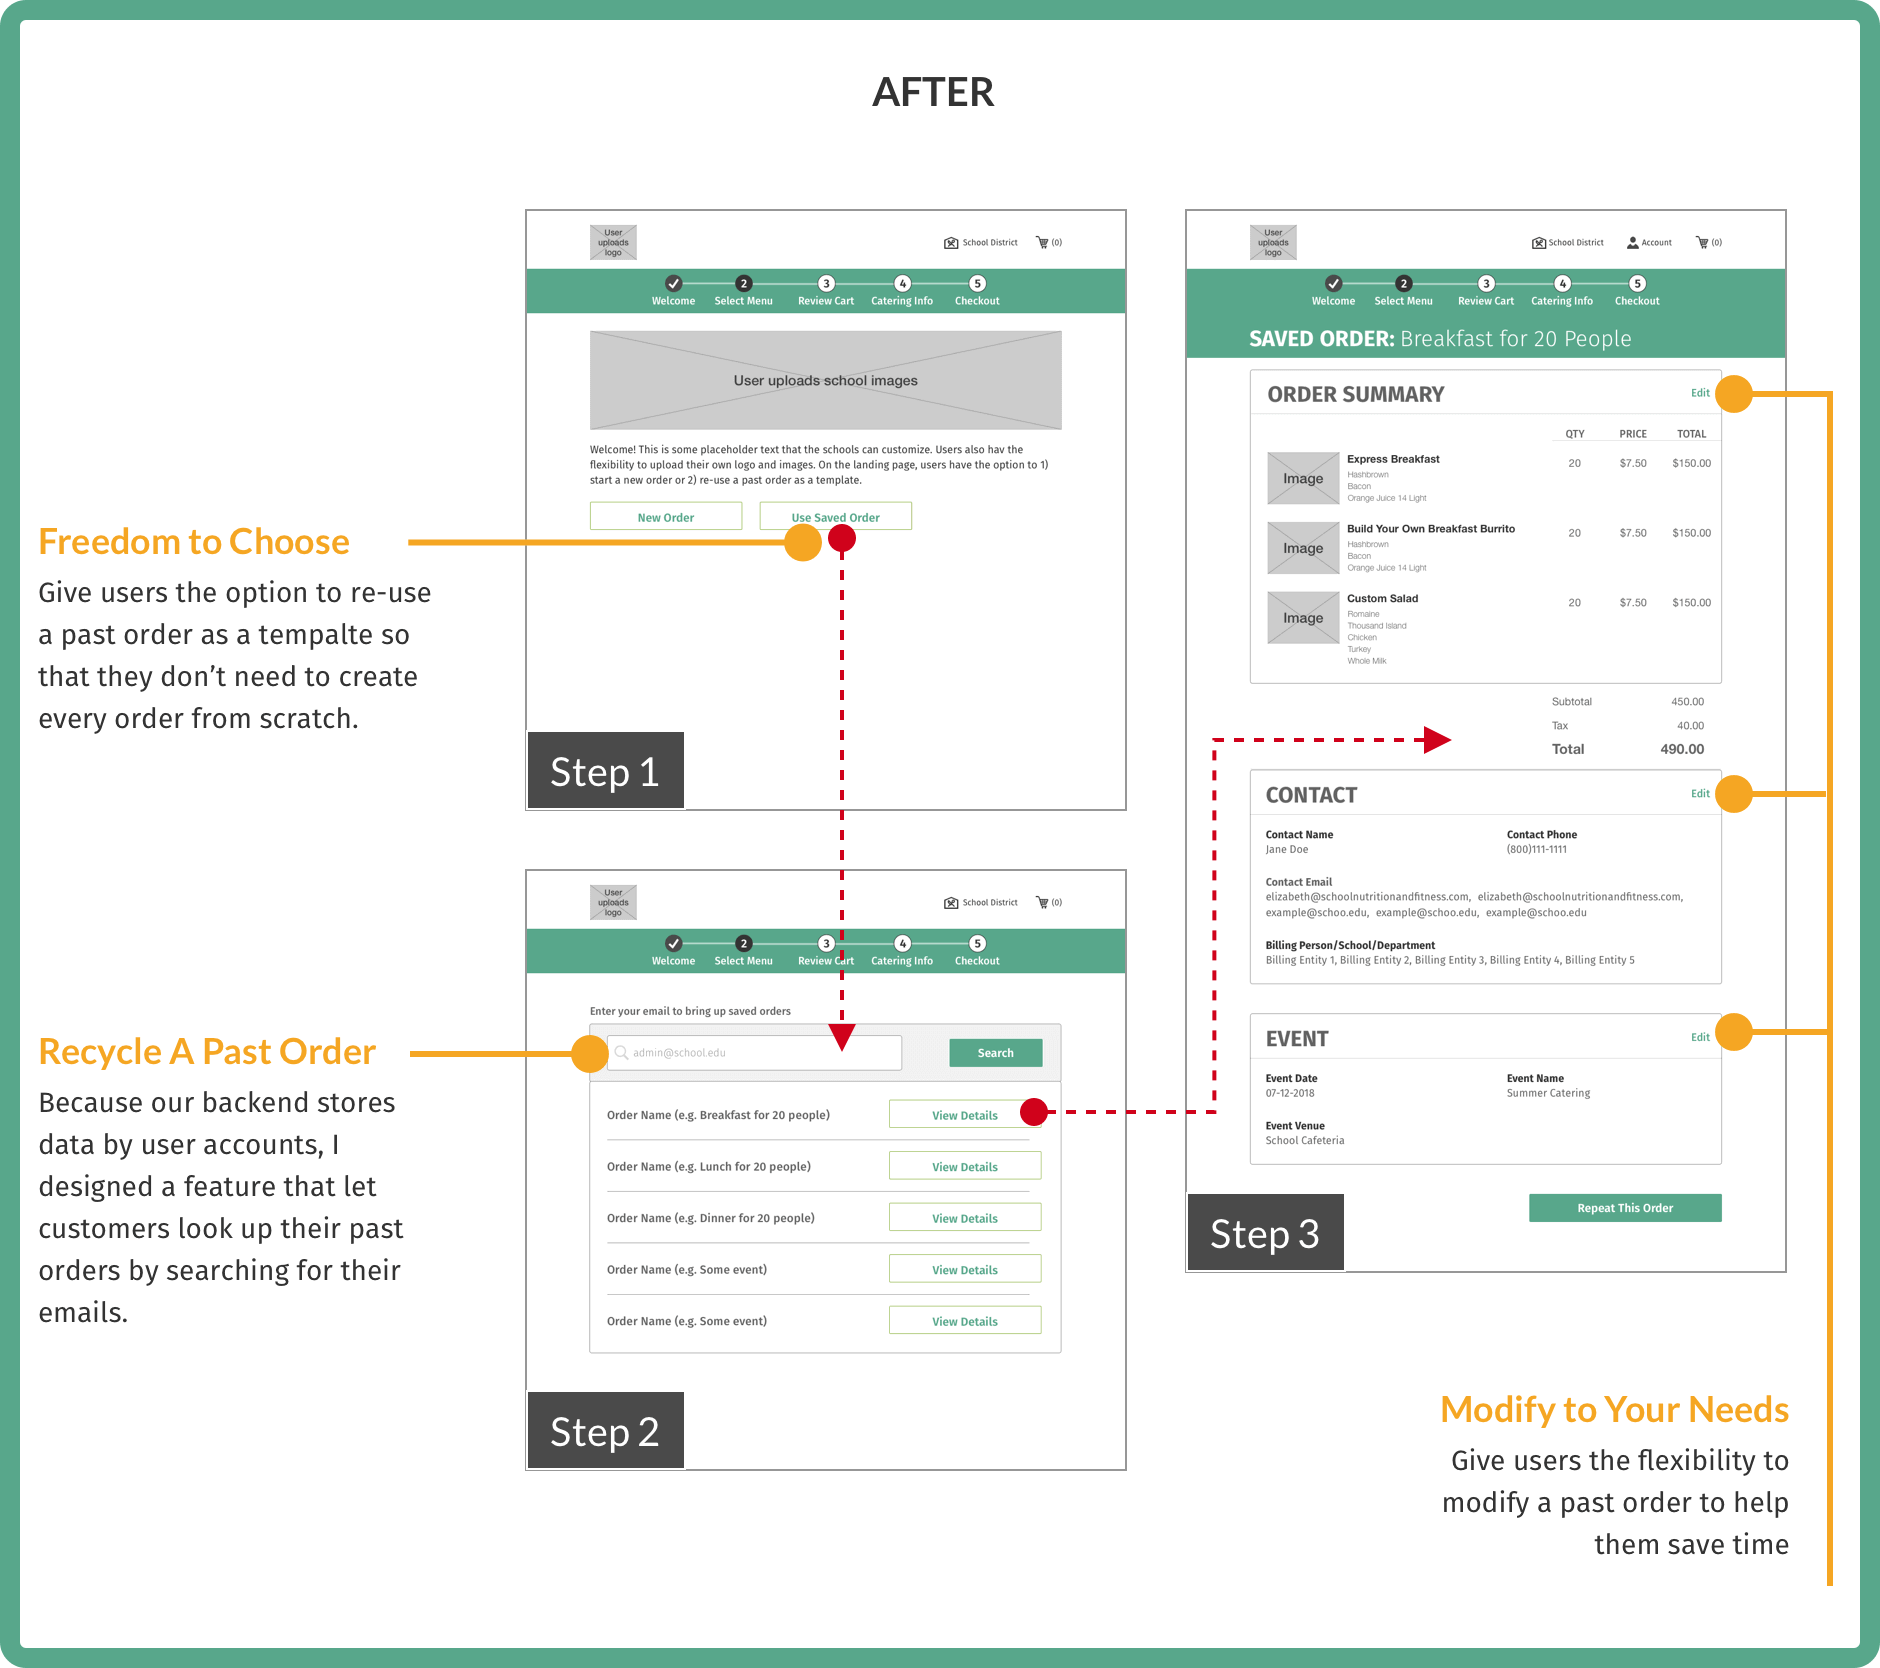 AFTER
User
uploads
logo
School District
(0)
Welcome
2
Select Menu
3
Review Cart
4
Catering Info
5
Checkout
User uploads school images
Welcome! This is some placeholder text that the schools can customize. Users also hav the
flexibility to upload their own logo and images. On the landing page, users have the option to 1)
start a new order or 2) re-use a past order as a template.
New Order
Use Saved Order
Freedom to Choose
Give users the option to re-use
a past order as a tempalte so
that they don’t need to create
every order from scratch.
Step 1
User
uploads
logo
School District
(0)
Welcome
2
Select Menu
3
Review Cart
4
Catering Info
5
Checkout
Enter your email to bring up saved orders
admin@school.edu
Search
Order Name (e.g. Breakfast for 20 people)
View Details
Order Name (e.g. Lunch for 20 people)
View Details
Order Name (e.g. Dinner for 20 people)
View Details
Order Name (e.g. Some event)
View Details
Order Name (e.g. Some event)
View Details
Recycle A Past Order
Because our backend stores
data by user accounts, I
designed a feature that let
customers look up their past
orders by searching for their
emails.
Step 2
User
uploads
logo
School District
Account
(0)
Welcome
2
Select Menu
3
Review Cart
4
Catering Info
5
Checkout
SAVED ORDER: Breakfast for 20 People
ORDER SUMMARY
Edit
QTY PRICE TOTAL
Image
Express Breakfast
20 $7.50 $150.00
Hashbrown
Bacon
Orange Juice 14 Light
Image
Build Your Own Breakfast Burrito
20 $7.50 $150.00
Hashbrown
Bacon
Orange Juice 14 Light
Image
Custom Salad
20 $7.50 $150.00
Romaine
Thousand Island
Chicken
Turkey
Whole Milk
Subtotal 450.00
Tax 40.00
Total 490.00
CONTACT
Edit
Contact Name
Jane Doe
Contact Phone
(800)111-1111
Contact Email
elizabeth@schoolnutritionandfitness.com, elizabeth@schoolnutritionandfitness.com,
example@schoo.edu, example@schoo.edu, example@schoo.edu
Billing Person/School/Department
Billing Entity 1, Billing Entity 2, Billing Entity 3, Billing Entity 4, Billing Entity 5
EVENT
Edit
Event Date
07-12-2018
Event Name
Summer Catering
Event Venue
School Cafeteria
Repeat This Order
Step 3
Modify to Your Needs
Give users the flexibility to
modify a past order to help
them save time